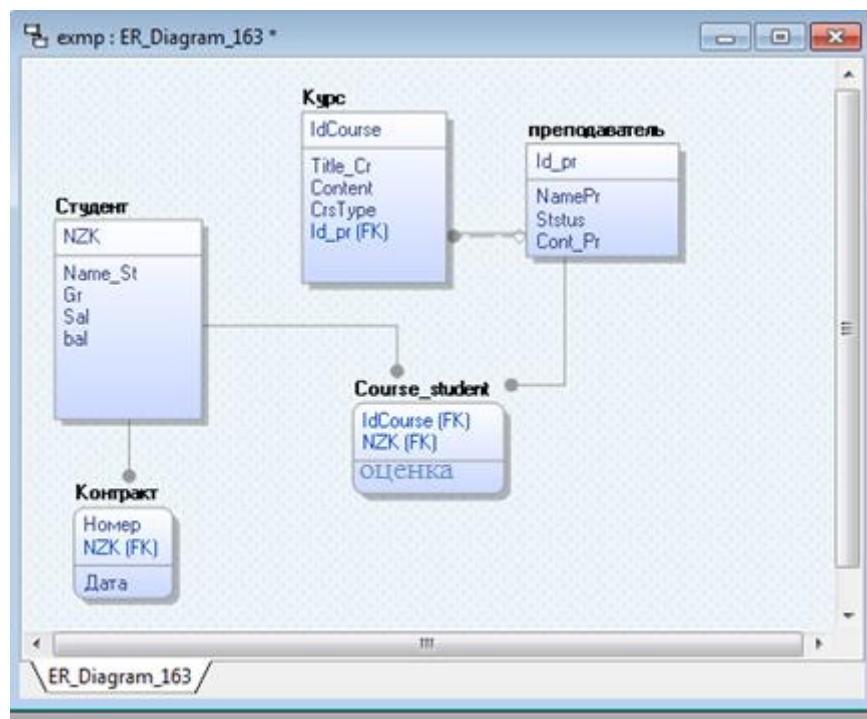 exmp : ER_Diagram_163 *
Курс
IdCourse
Title_Cr
Content
CrsType
Id_pr (FK)
преподаватель
Id_pr
NamePr
Ststus
Cont_Pr
Студент
NZK
Name_St
Gr
Sal
bal
Course_student
IdCourse (FK)
NZK (FK)
оценка
Контракт
Номер
NZK (FK)
Дата
ER_Diagram_163